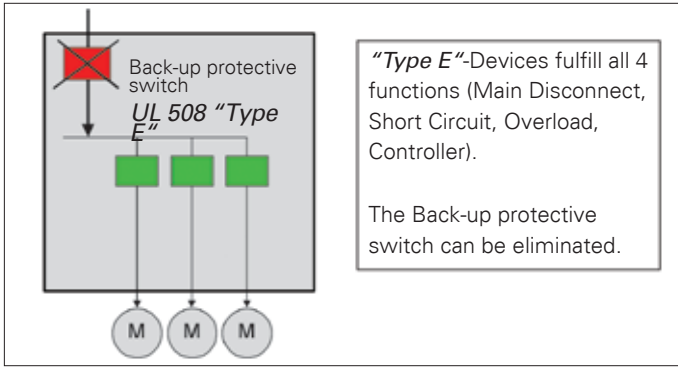 Back-up protective
switch
UL 508 “Type
E“
M M M
“Type E“-Devices fulfill all 4
functions (Main Disconnect,
Short Circuit, Overload,
Controller).
The Back-up protective
switch can be eliminated.